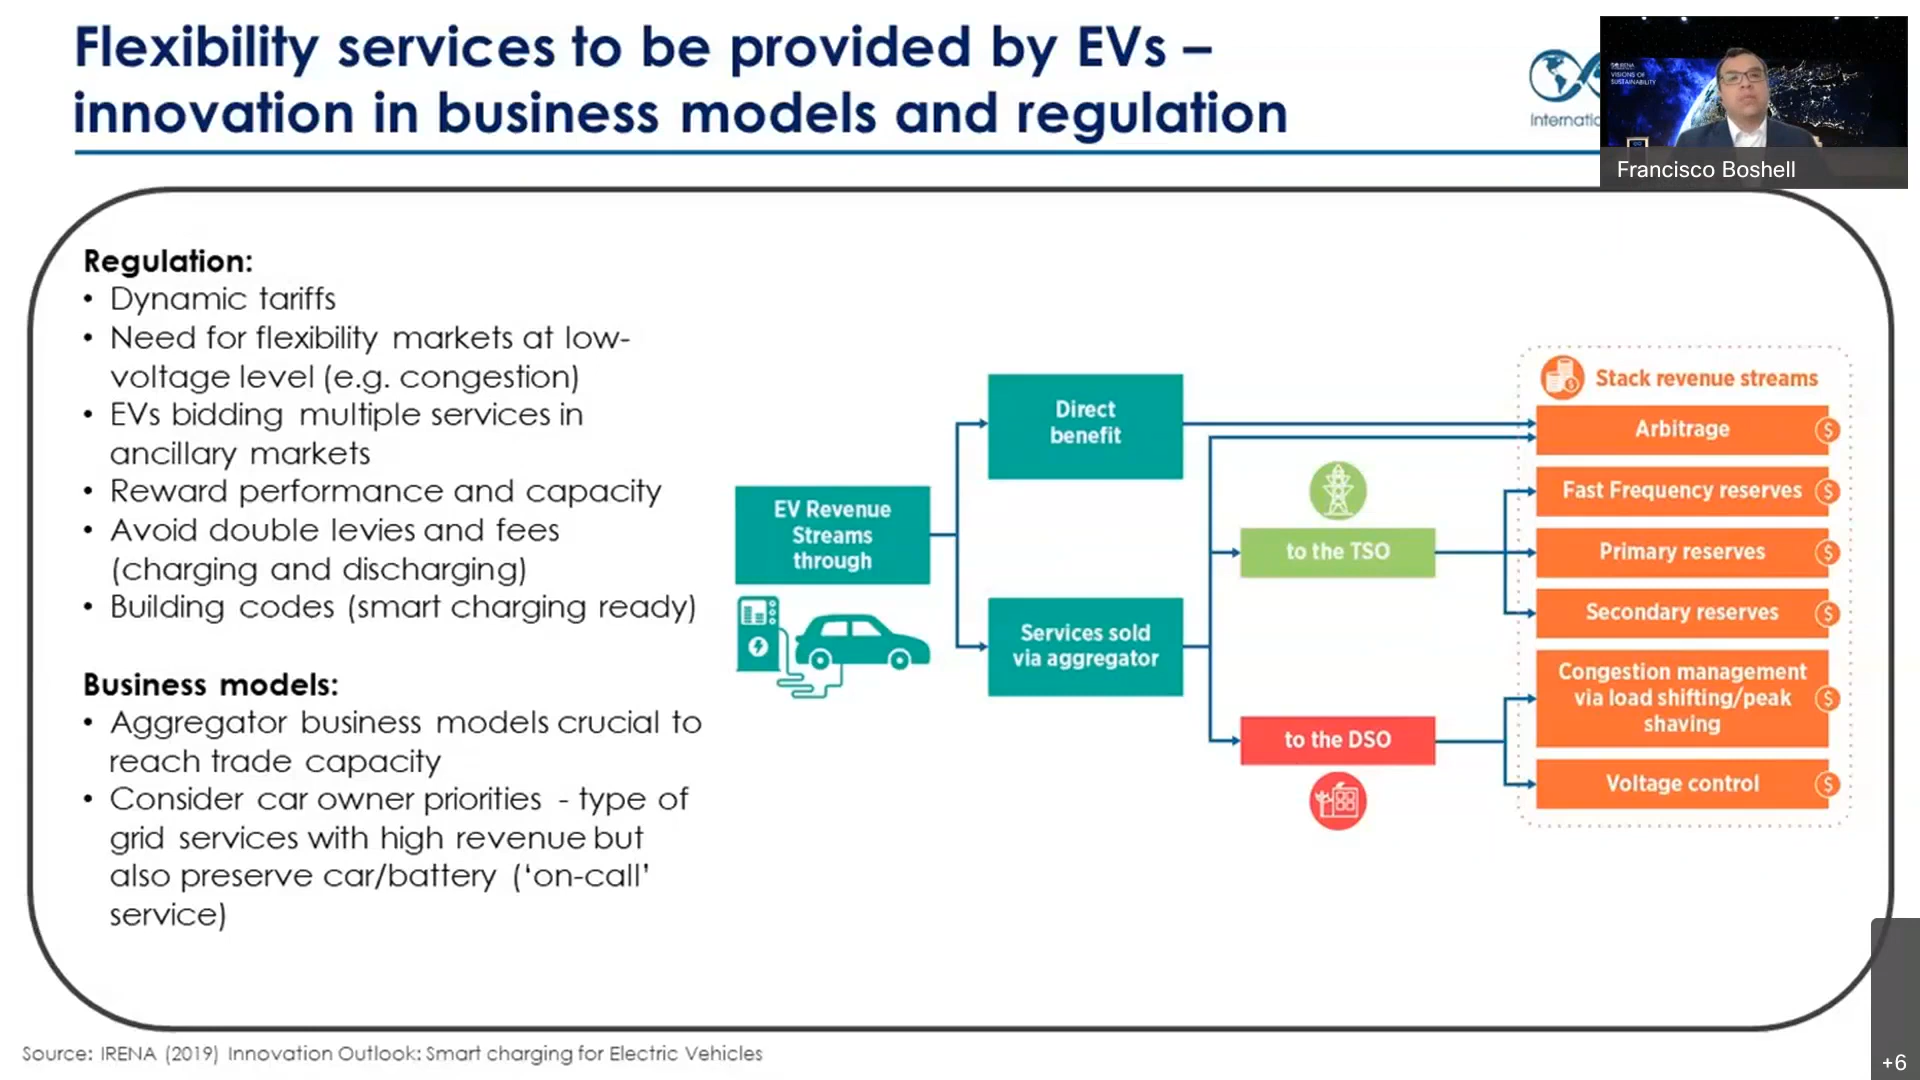 Flexibility services to be provided by EVs –
innovation in business models and regulation
Francisco Boshell
VISIONS OF
SUSTAINABILITY
Regulation:
• Dynamic tariffs
• Need for flexibility markets at low-
voltage level (e.g. congestion)
• EVs bidding multiple services in
ancillary markets
• Reward performance and capacity
• Avoid double levies and fees
(charging and discharging)
• Building codes (smart charging ready)
Business models:
• Aggregator business models crucial to
reach trade capacity
• Consider car owner priorities - type of
grid services with high revenue but
also preserve car/battery (‘on-call’
service)
EV Revenue
Streams
through
Direct
benefit
Services sold
via aggregator
to the TSO
to the DSO
Stack revenue streams
Arbitrage
$
Fast Frequency reserves
$
Primary reserves
$
Secondary reserves
$
Congestion management
via load shifting/peak
shaving
$
Voltage control
$
Source: IRENA (2019) Innovation Outlook: Smart charging for Electric Vehicles
+6